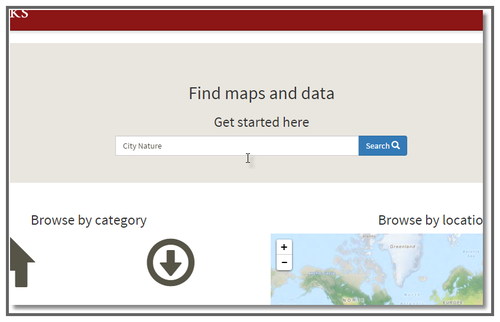 KS
Find maps and data
Get started here
City Nature
Search
Browse by category
Browse by locatio
+
−
Greenland